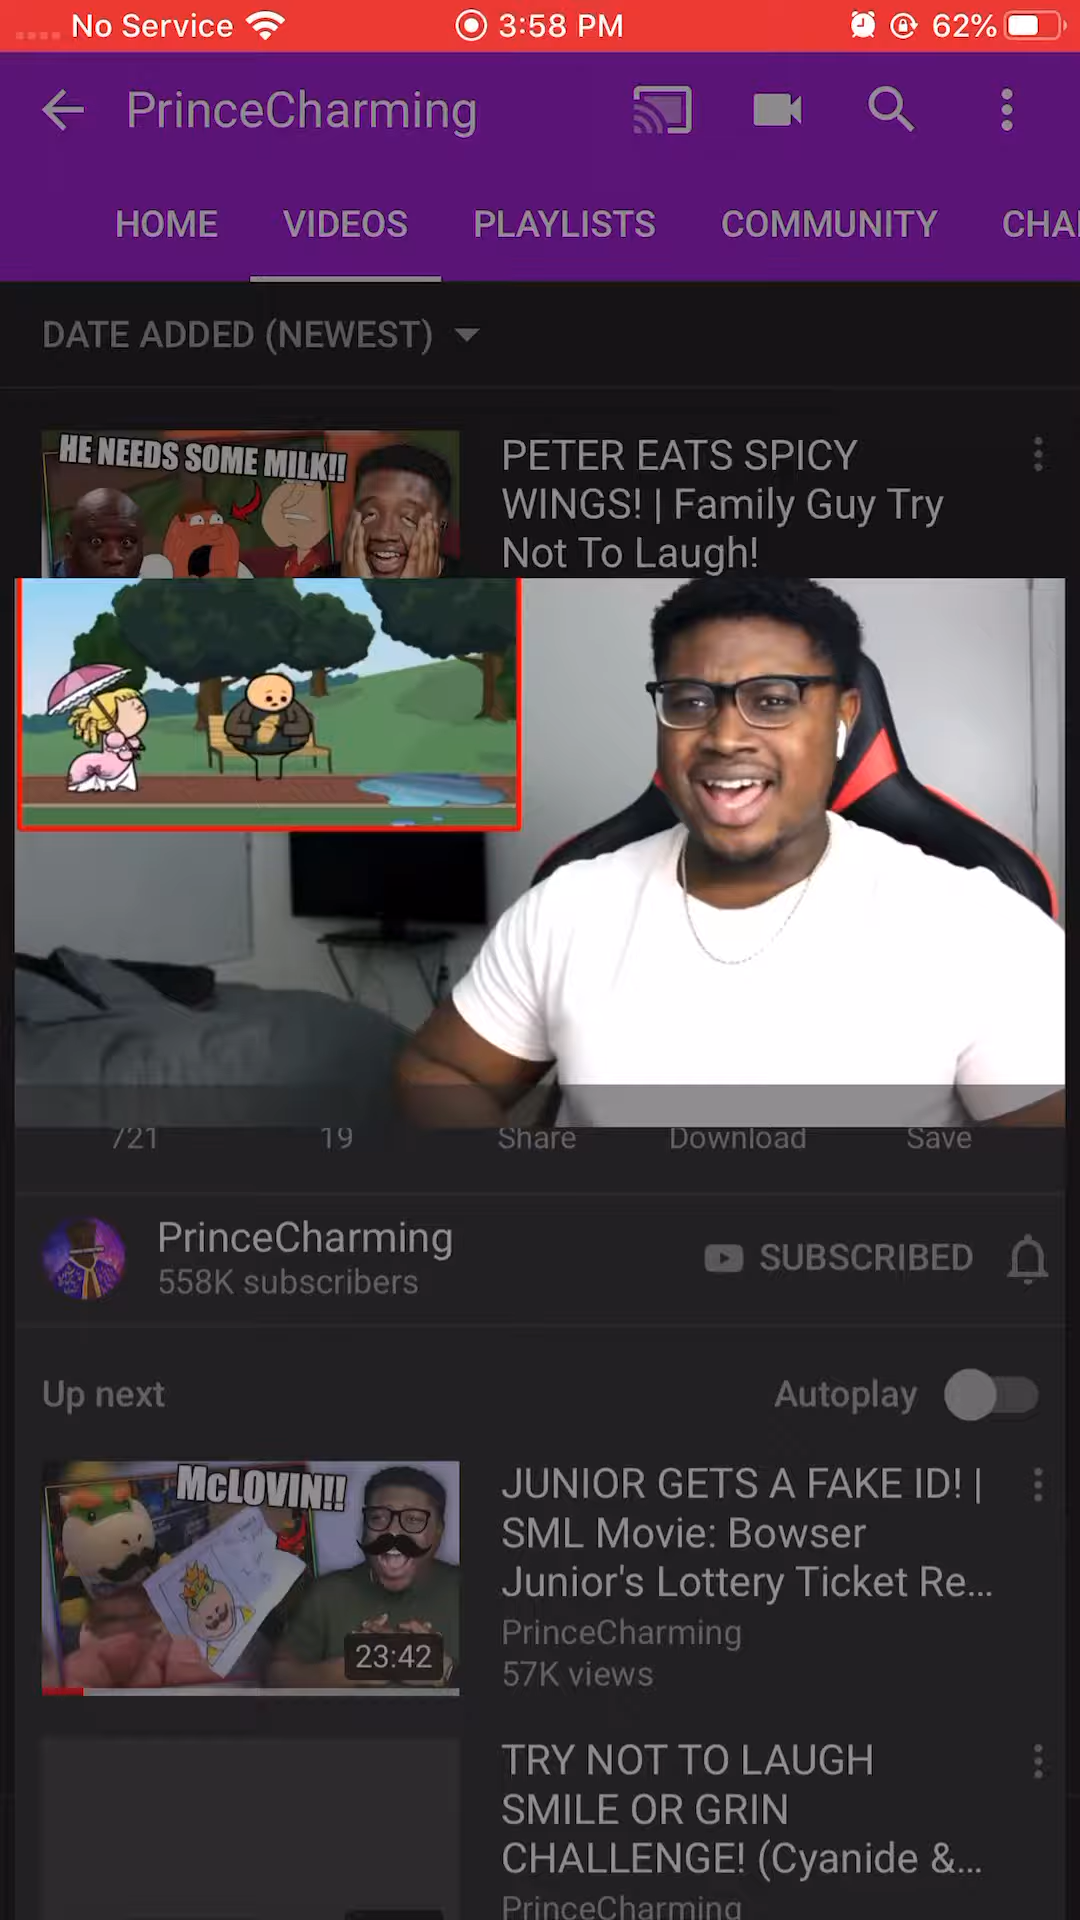 No Service
3:58 PM
62%
PrinceCharming
HOME
VIDEOS
PLAYLISTS
COMMUNITY
CHA
DATE ADDED (NEWEST)
HE NEEDS SOME MILK!!
PETER EATS SPICY
WINGS! | Family Guy Try
Not To Laugh!
721
19
Share
Download
Save
PrinceCharming
558K subscribers
SUBSCRIBED
Up next
Autoplay
McLOVIN!!
23:42
JUNIOR GETS A FAKE ID! |
SML Movie: Bowser
Junior's Lottery Ticket Re...
PrinceCharming
57K views
TRY NOT TO LAUGH
SMILE OR GRIN
CHALLENGE! (Cyanide &...
PrinceCharming